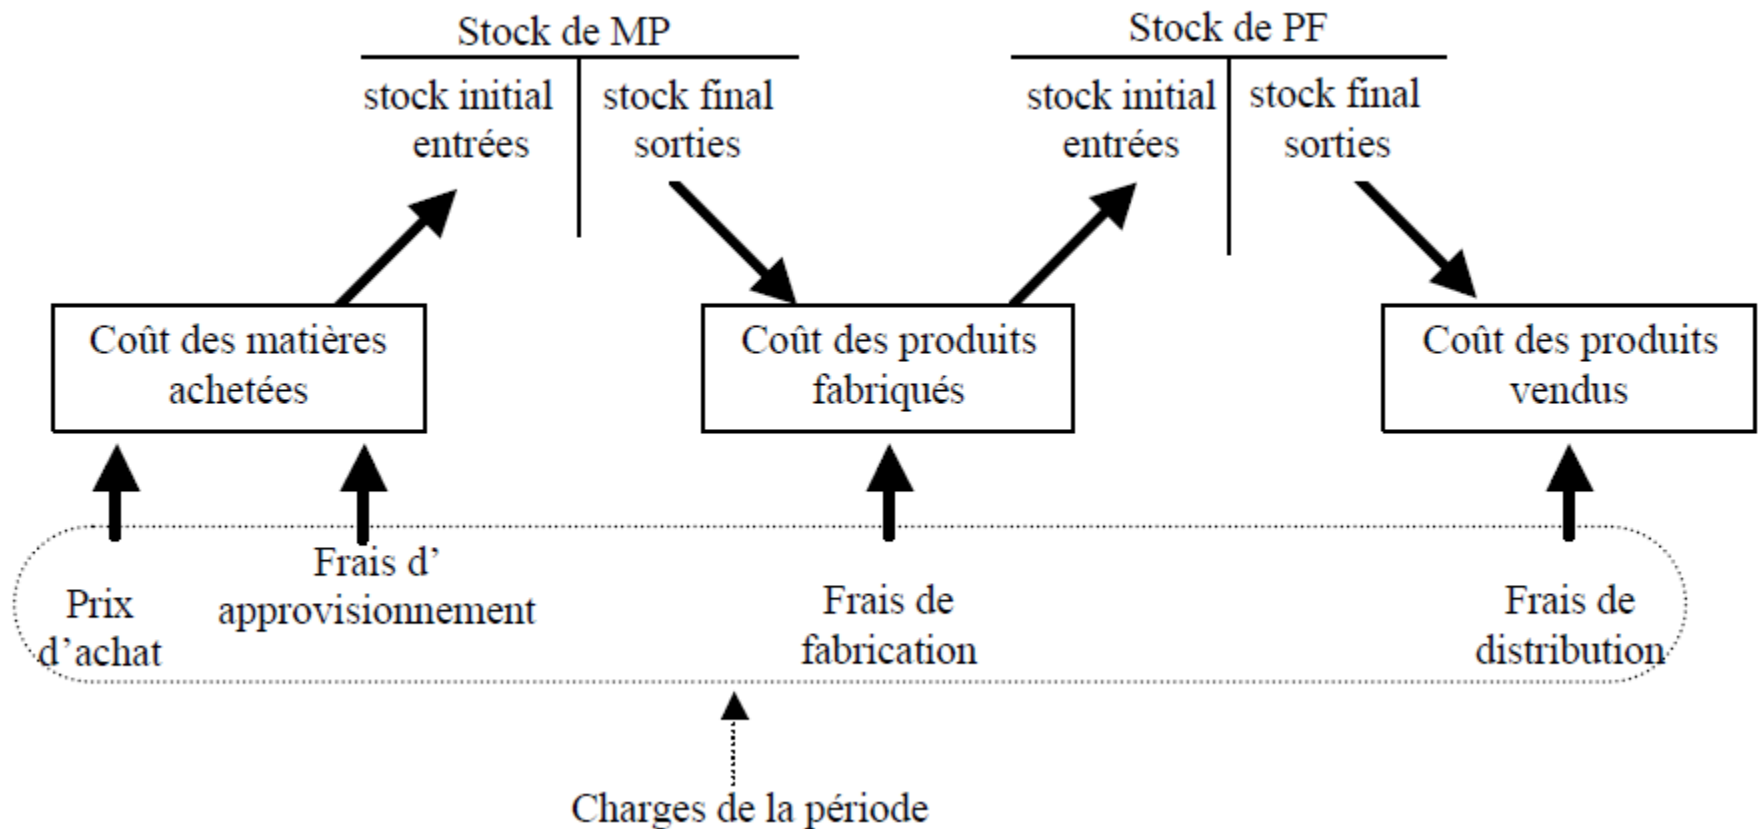 Stock de MP
stock initial
entrées
stock final
sorties
Stock de PF
stock initial
entrées
stock final
sorties
Coût des matières
achetées
Coût des produits
fabriqués
Coût des produits
vendus
Prix
d’achat
Frais d’
approvisionnement
Frais de
fabrication
Frais de
distribution
Charges de la période